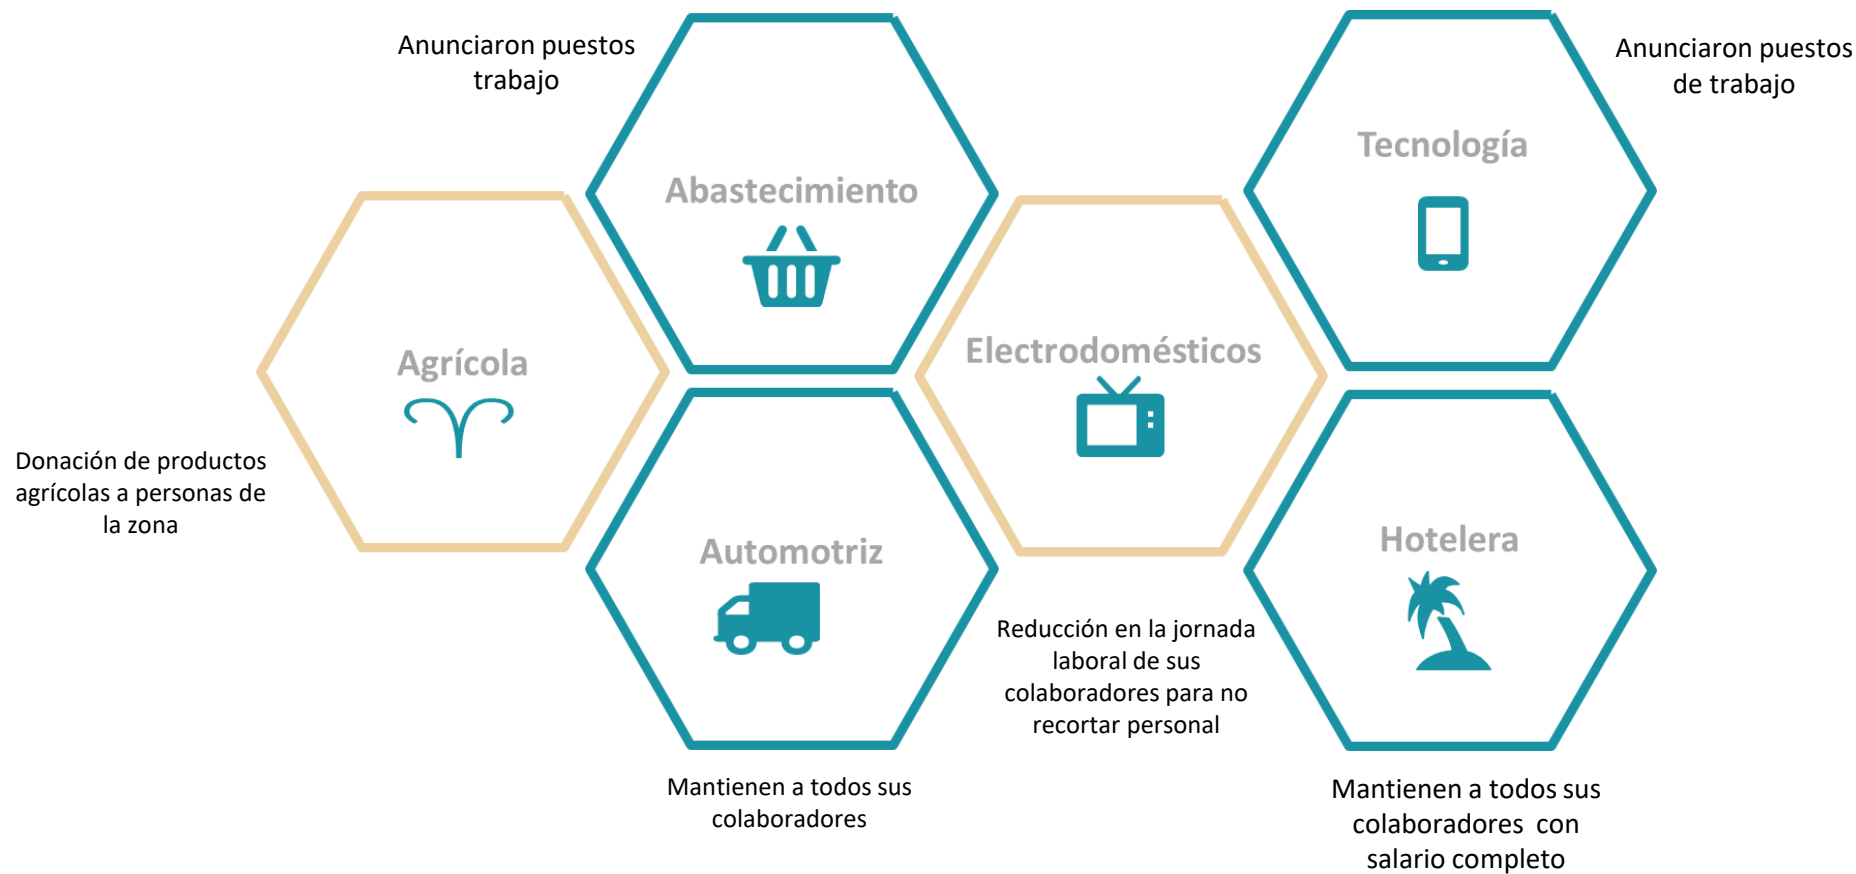 Anunciaron puestos
trabajo
Abastecimiento
Tecnología
Anunciaron puestos
de trabajo
Agrícola
Donación de productos
agrícolas a personas de
la zona
Electrodomésticos
Automotriz
Mantienen a todos sus
colaboradores
Reducción en la jornada
laboral de sus
colaboradores para no
recortar personal
Hotelera
Mantienen a todos sus
colaboradores con
salario completo